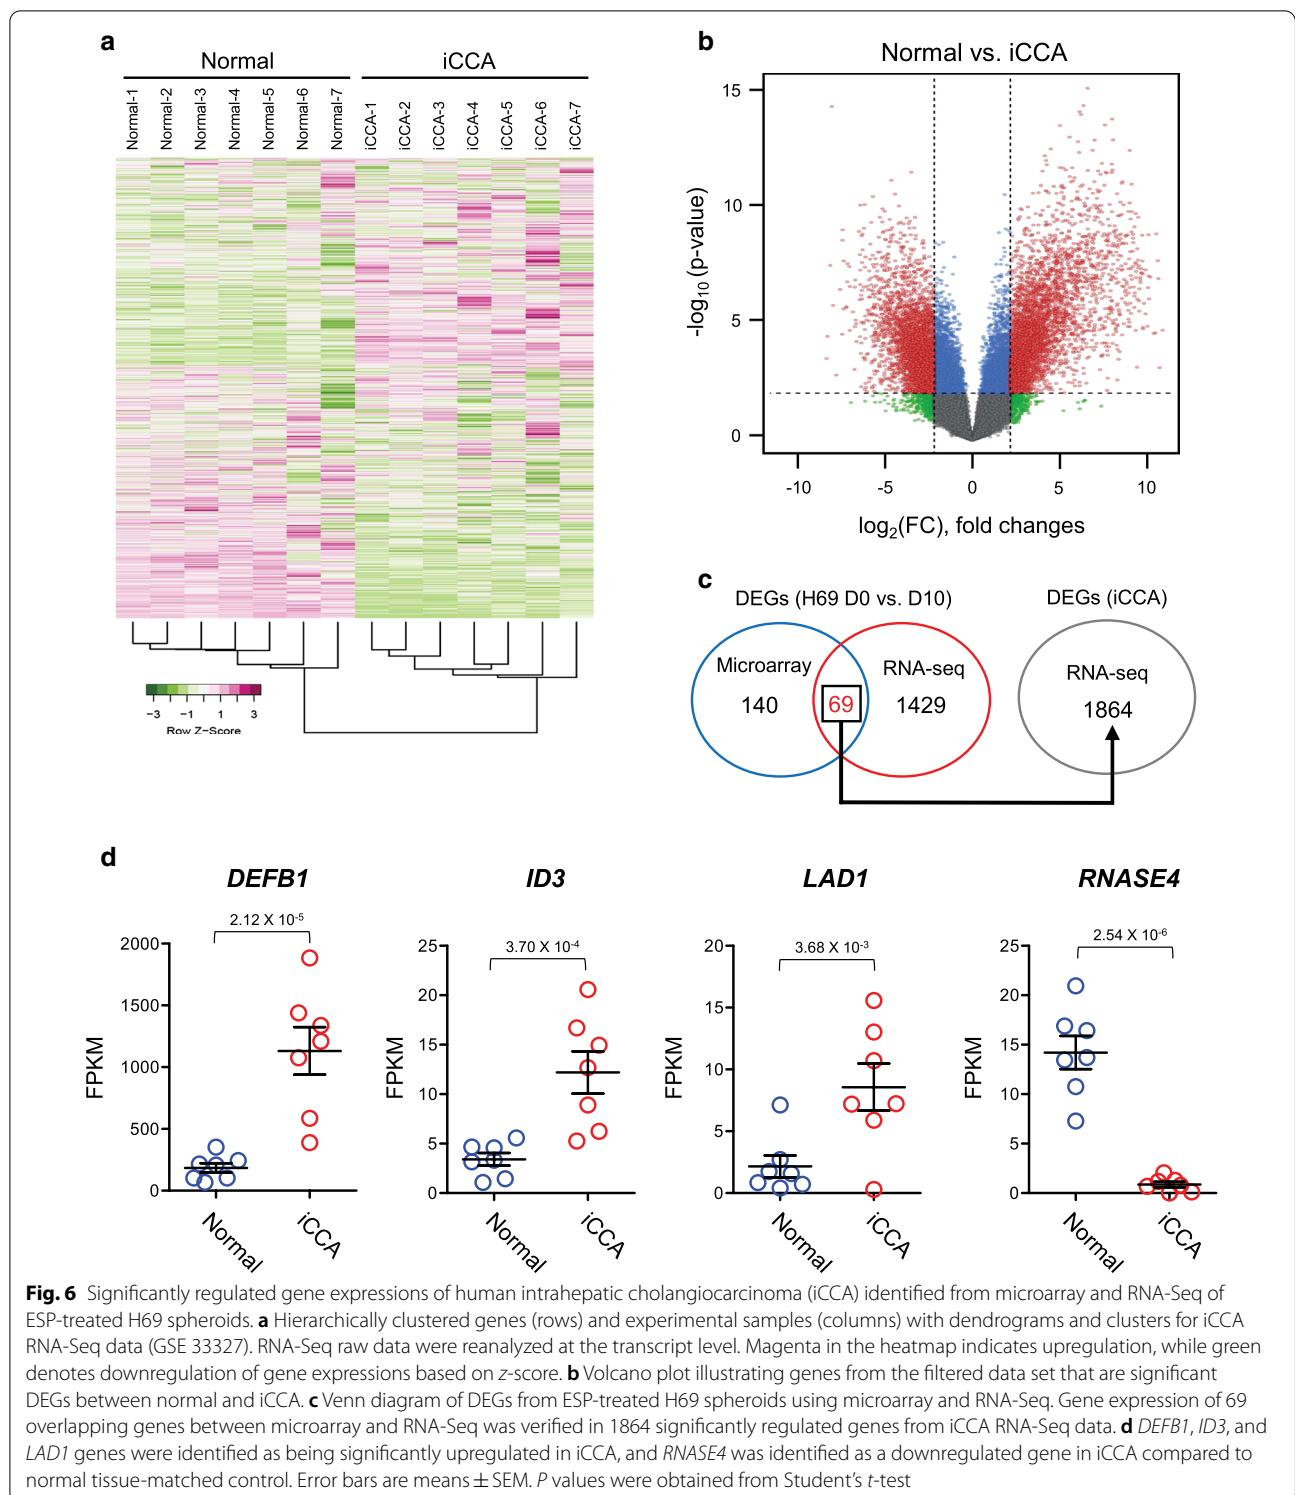 a
Normal
iCCA
Normal-1
Normal-2
Normal-3
Normal-4
Normal-5
Normal-6
Normal-7
iCCA-1
iCCA-2
iCCA-3
iCCA-4
iCCA-5
iCCA-6
iCCA-7
−3 −1 1 3
Row Z−Score
b
Normal vs. iCCA
-log10 (p-value)
15
10
5
0
-10 -5 0 5 10
log2(FC), fold changes
c
DEGs (H69 D0 vs. D10)
DEGs (iCCA)
Microarray
140
69
RNA-seq
1429
RNA-seq
1864
d
DEFB1
2.12 X 10-5
FPKM
2000
1500
1000
500
0
Normal
iCCA
ID3
3.70 X 10-4
FPKM
25
20
15
10
5
0
Normal
iCCA
LAD1
3.68 X 10-3
FPKM
20
15
10
5
0
Normal
iCCA
RNASE4
2.54 X 10-6
FPKM
25
20
15
10
5
0
Normal
iCCA
Fig. 6 Significantly regulated gene expressions of human intrahepatic cholangiocarcinoma (iCCA) identified from microarray and RNA-Seq of
ESP-treated H69 spheroids. a Hierarchically clustered genes (rows) and experimental samples (columns) with dendrograms and clusters for iCCA
RNA-Seq data (GSE 33327). RNA-Seq raw data were reanalyzed at the transcript level. Magenta in the heatmap indicates upregulation, while green
denotes downregulation of gene expressions based on z-score. b Volcano plot illustrating genes from the filtered data set that are significant
DEGs between normal and iCCA. c Venn diagram of DEGs from ESP-treated H69 spheroids using microarray and RNA-Seq. Gene expression of 69
overlapping genes between microarray and RNA-Seq was verified in 1864 significantly regulated genes from iCCA RNA-Seq data. d DEFB1, ID3, and
LAD1 genes were identified as being significantly upregulated in iCCA, and RNASE4 was identified as a downregulated gene in iCCA compared to
normal tissue-matched control. Error bars are means ± SEM. P values were obtained from Student's t-test